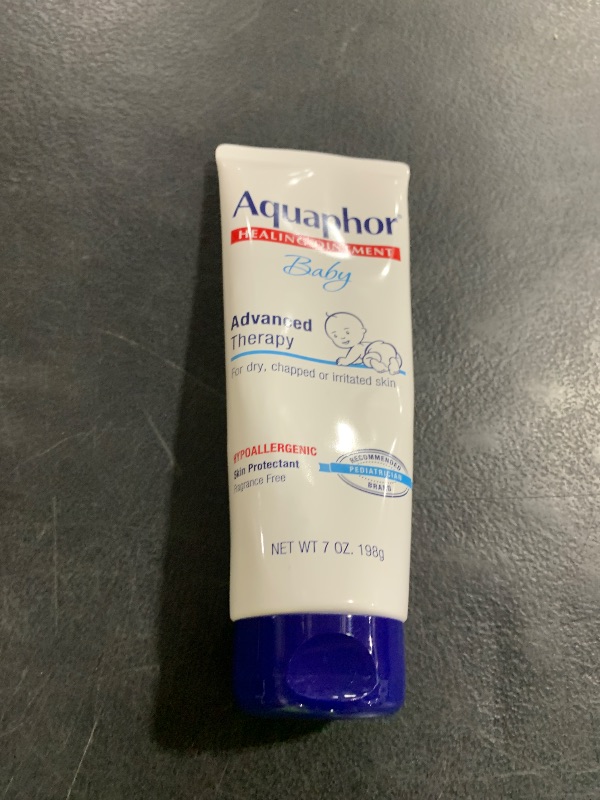 Aquaphor®
HEALING OINTMENT
Baby
Advanced
Therapy
For dry, chapped or irritated skin
HYPOALLERGENIC
Skin Protectant
Fragrance Free
RECOMMENDED
PEDIATRICIAN
BRAND
NET WT 7 OZ. 198g